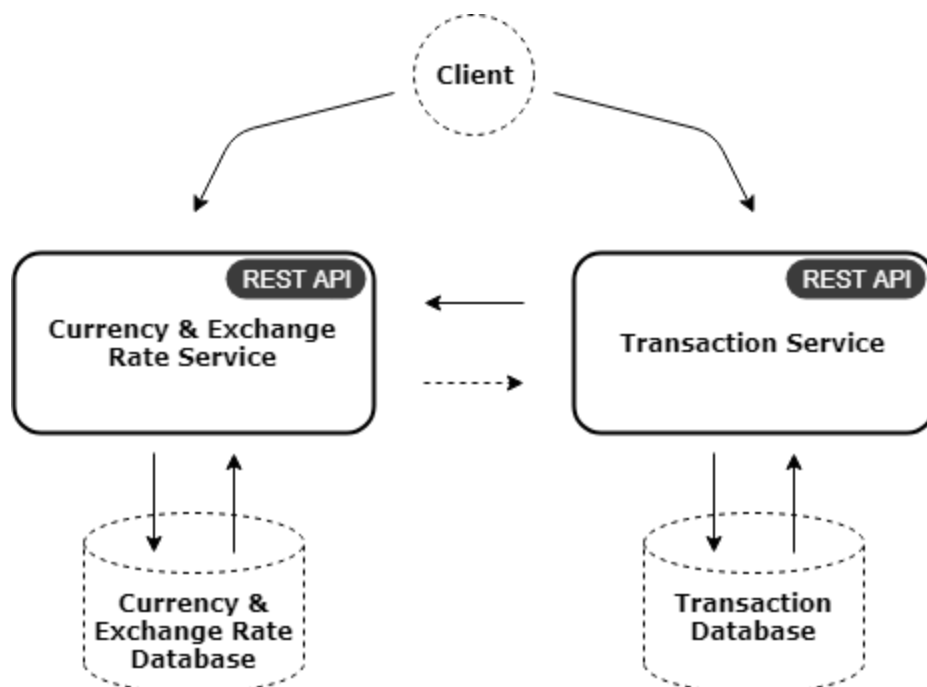 Client
REST API
Currency & Exchange
Rate Service
REST API
Transaction Service
Currency &
Exchange Rate
Database
Transaction
Database